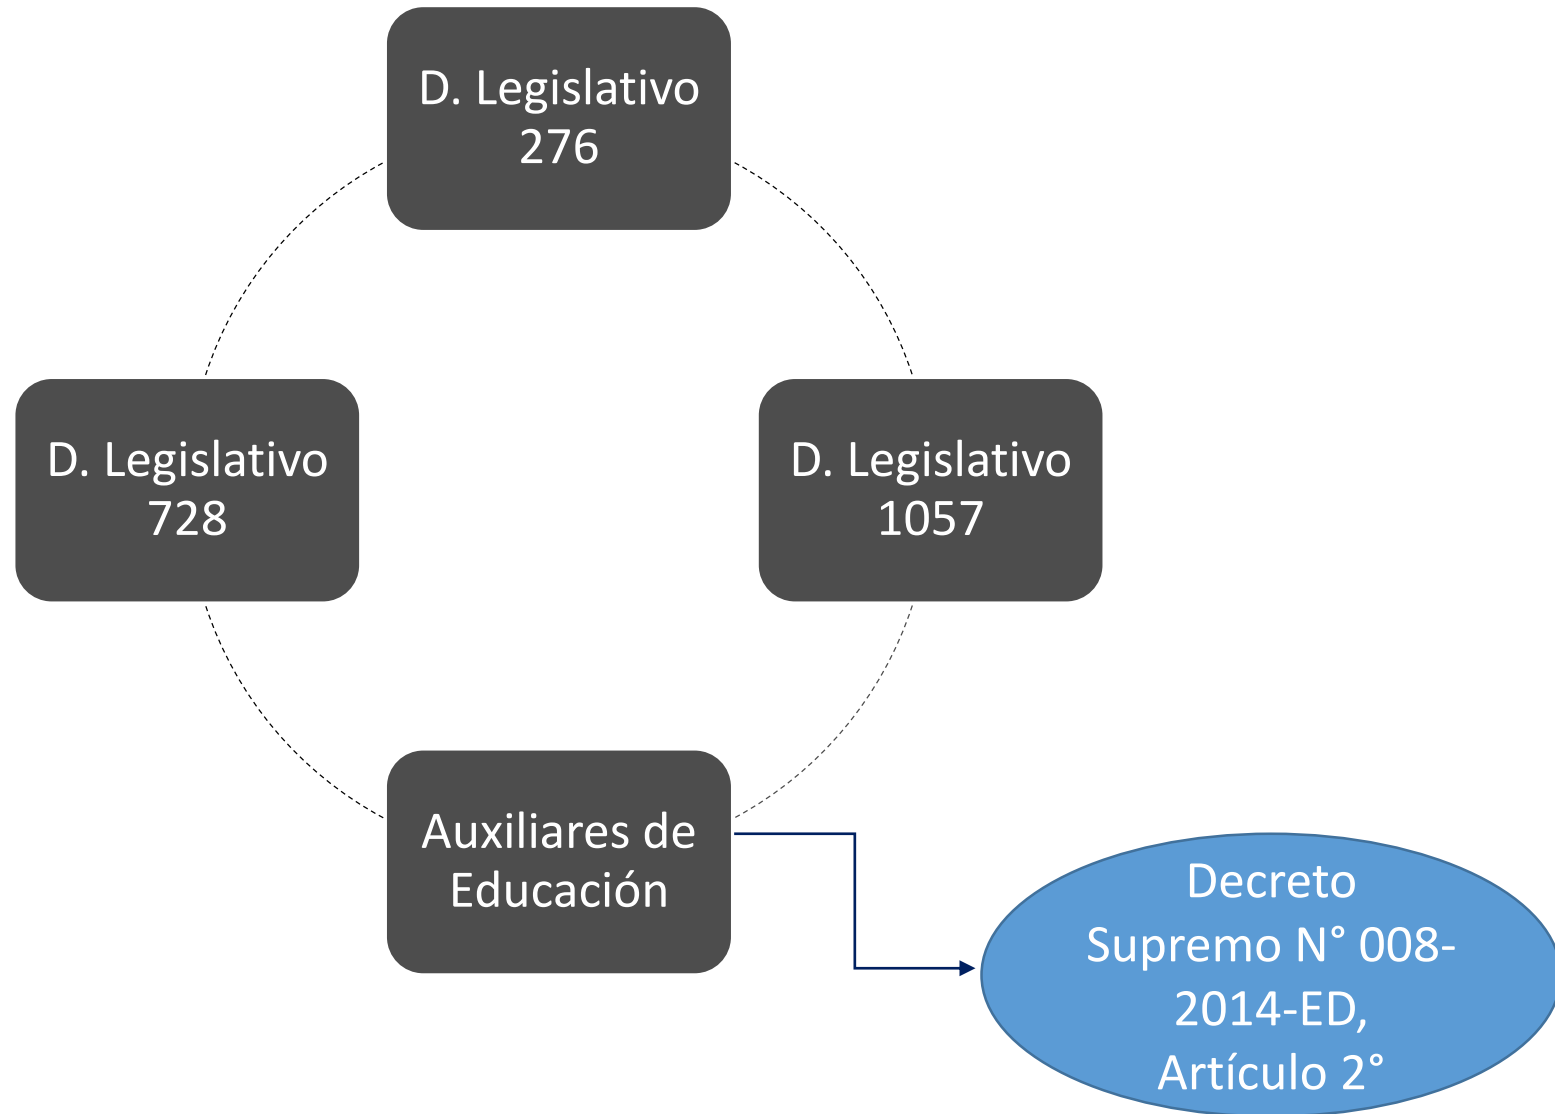 D. Legislativo
276
D. Legislativo
728
D. Legislativo
1057
Auxiliares de
Educación
Decreto
Supremo N° 008-
2014-ED,
Artículo 2°